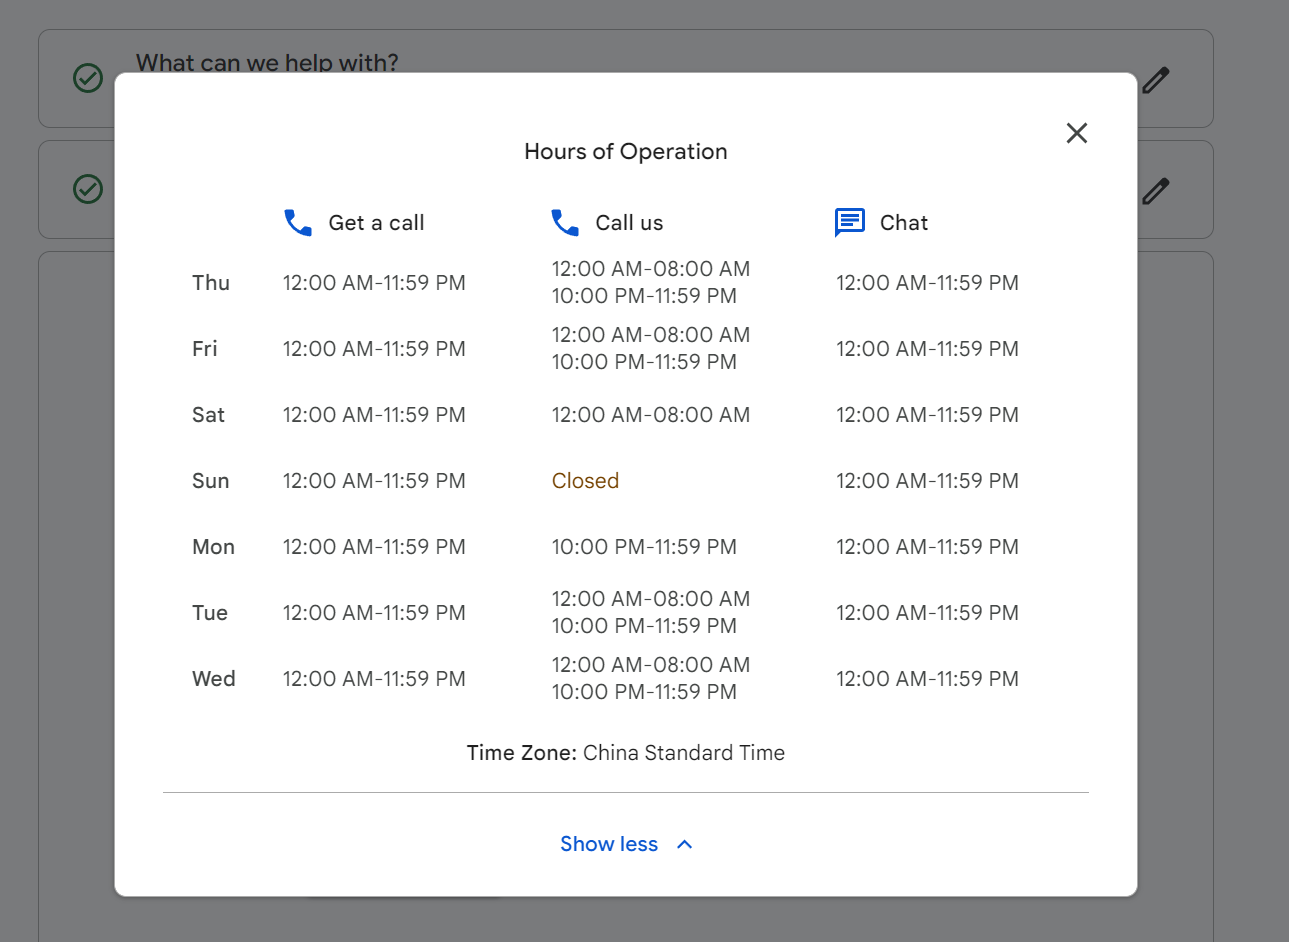 What can we help with?
Hours of Operation
Get a call Call us Chat
Thu 12:00 AM-11:59 PM 12:00 AM-08:00 AM 12:00 AM-11:59 PM
10:00 PM-11:59 PM
Fri 12:00 AM-11:59 PM 12:00 AM-08:00 AM 12:00 AM-11:59 PM
10:00 PM-11:59 PM
Sat 12:00 AM-11:59 PM 12:00 AM-08:00 AM 12:00 AM-11:59 PM
Sun 12:00 AM-11:59 PM Closed 12:00 AM-11:59 PM
Mon 12:00 AM-11:59 PM 10:00 PM-11:59 PM 12:00 AM-11:59 PM
Tue 12:00 AM-11:59 PM 12:00 AM-08:00 AM 12:00 AM-11:59 PM
10:00 PM-11:59 PM
Wed 12:00 AM-11:59 PM 12:00 AM-08:00 AM 12:00 AM-11:59 PM
10:00 PM-11:59 PM
Time Zone: China Standard Time
Show less